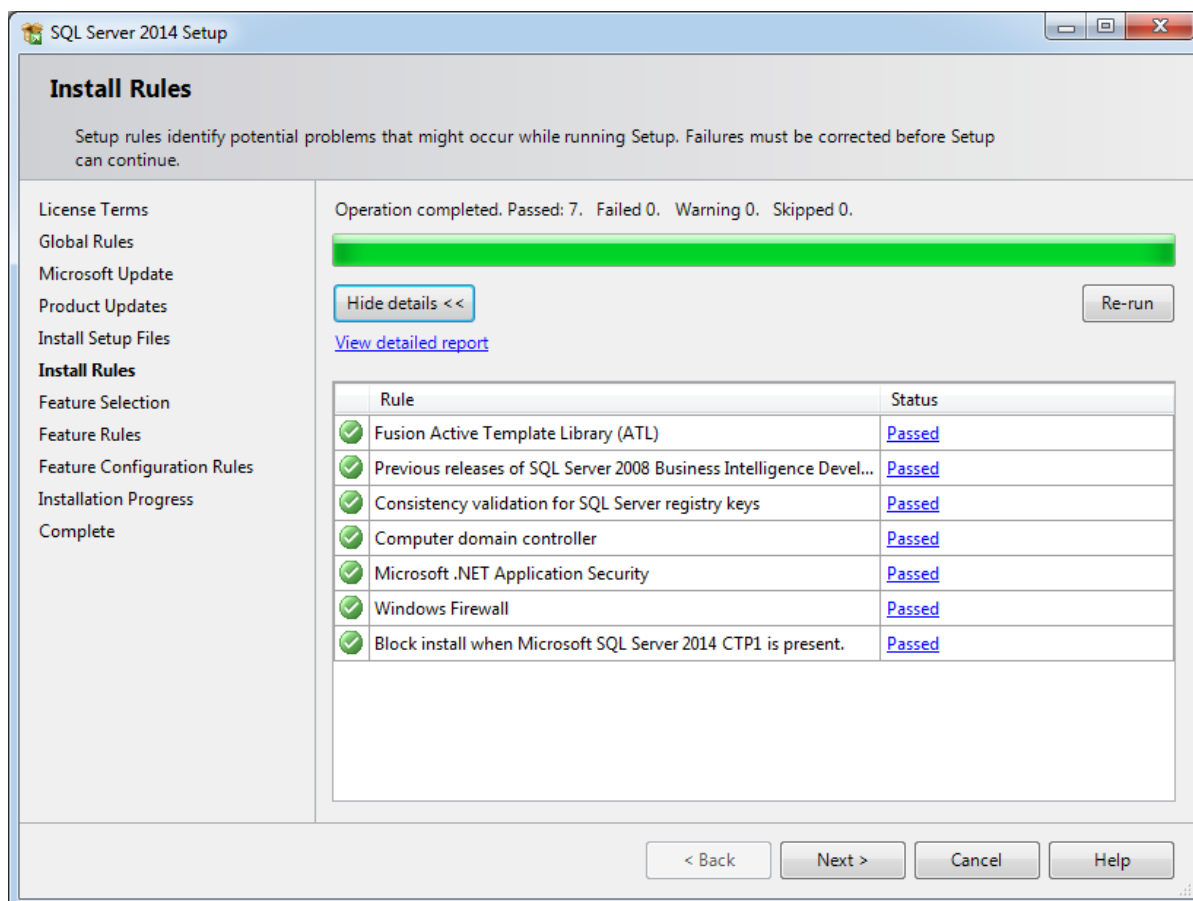 SQL Server 2014 Setup
Install Rules
Setup rules identify potential problems that might occur while running Setup. Failures must be corrected before Setup
can continue.
License Terms
Global Rules
Microsoft Update
Product Updates
Install Setup Files
Install Rules
Feature Selection
Feature Rules
Feature Configuration Rules
Installation Progress
Complete
Operation completed. Passed: 7. Failed 0. Warning 0. Skipped 0.
Hide details << Re-run
View detailed report
Rule Status
Fusion Active Template Library (ATL) Passed
Previous releases of SQL Server 2008 Business Intelligence Devel... Passed
Consistency validation for SQL Server registry keys Passed
Computer domain controller Passed
Microsoft .NET Application Security Passed
Windows Firewall Passed
Block install when Microsoft SQL Server 2014 CTP1 is present. Passed
< Back Next > Cancel Help